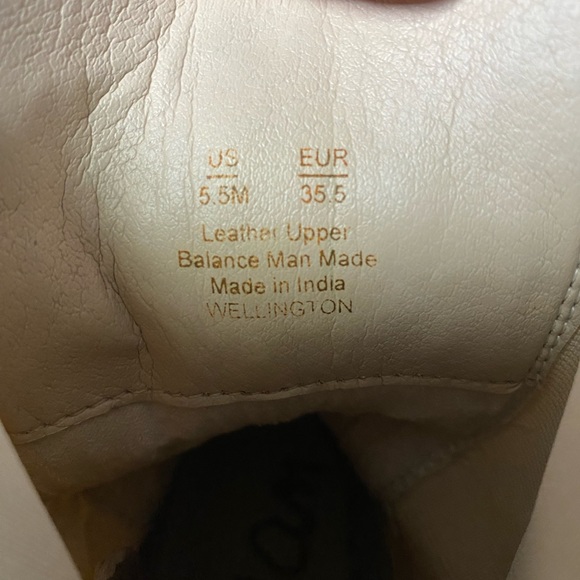 US EUR
5.5M 35.5
Leather Upper
Balance Man Made
Made in India
WELLINGTON